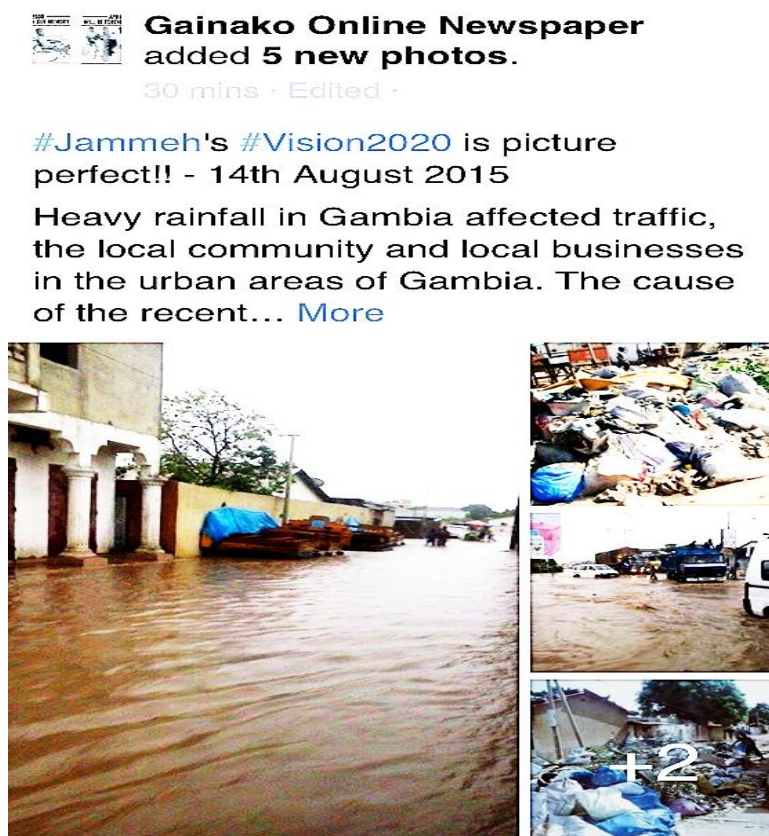 Gainako Online Newspaper
added 5 new photos.
30 mins · Edited ·
#Jammeh's #Vision2020 is picture
perfect!! - 14th August 2015
Heavy rainfall in Gambia affected traffic,
the local community and local businesses
in the urban areas of Gambia. The cause
of the recent... More
+2